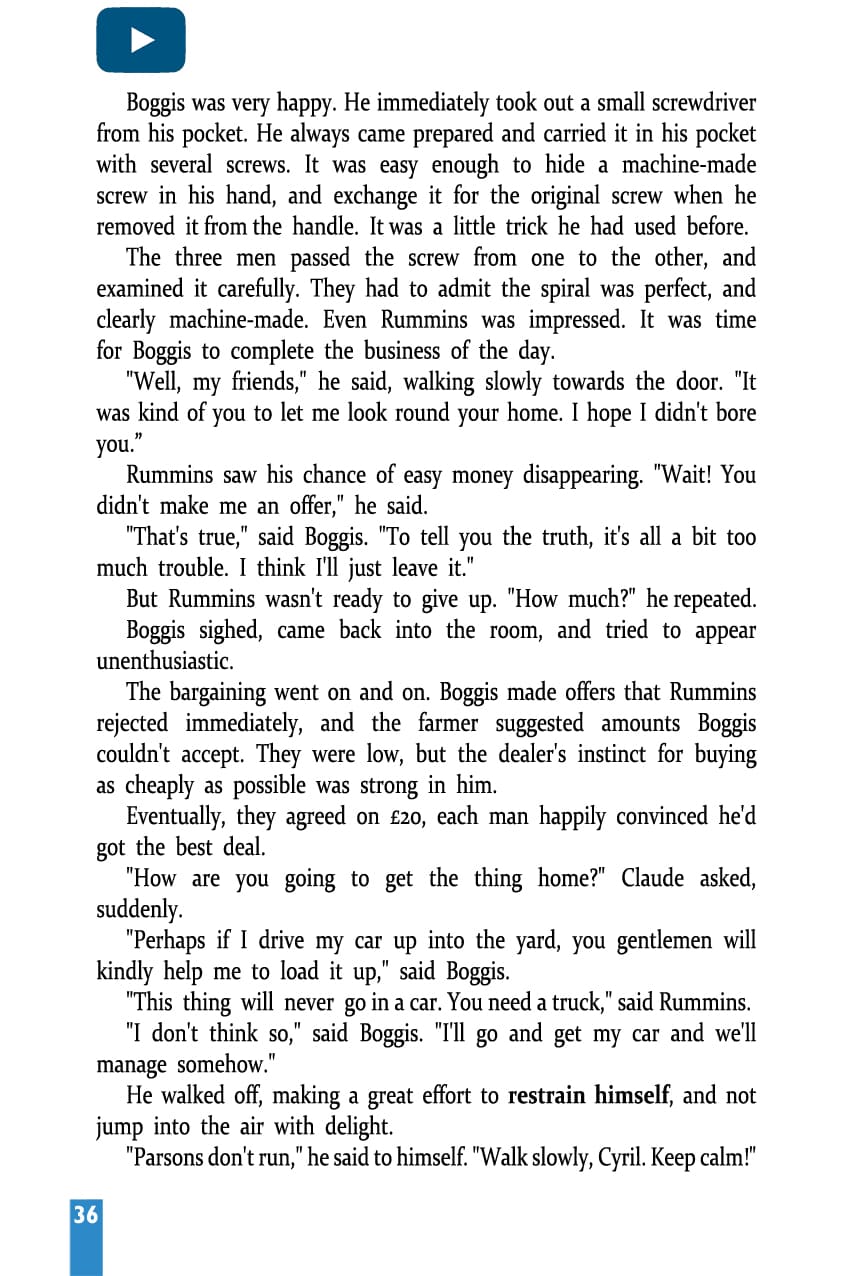 Boggis was very happy. He immediately took out a small screwdriver
from his pocket. He always came prepared and carried it in his pocket
with several screws. It was easy enough to hide a machine-made
screw in his hand, and exchange it for the original screw when he
removed it from the handle. It was a little trick he had used before.
The three men passed the screw from one to the other, and
examined it carefully. They had to admit the spiral was perfect, and
clearly machine-made. Even Rummins was impressed. It was time
for Boggis to complete the business of the day.
"Well, my friends," he said, walking slowly towards the door. "It
was kind of you to let me look round your home. I hope I didn't bore
you.”
Rummins saw his chance of easy money disappearing. "Wait! You
didn't make me an offer," he said.
"That's true," said Boggis. "To tell you the truth, it's all a bit too
much trouble. I think I'll just leave it."
But Rummins wasn't ready to give up. "How much?" he repeated.
Boggis sighed, came back into the room, and tried to appear
unenthusiastic.
The bargaining went on and on. Boggis made offers that Rummins
rejected immediately, and the farmer suggested amounts Boggis
couldn't accept. They were low, but the dealer's instinct for buying
as cheaply as possible was strong in him.
Eventually, they agreed on £20, each man happily convinced he'd
got the best deal.
"How are you going to get the thing home?" Claude asked,
suddenly.
"Perhaps if I drive my car up into the yard, you gentlemen will
kindly help me to load it up," said Boggis.
"This thing will never go in a car. You need a truck," said Rummins.
"I don't think so," said Boggis. "I'll go and get my car and we'll
manage somehow."
He walked off, making a great effort to restrain himself, and not
jump into the air with delight.
"Parsons don't run," he said to himself. "Walk slowly, Cyril. Keep calm!"
36